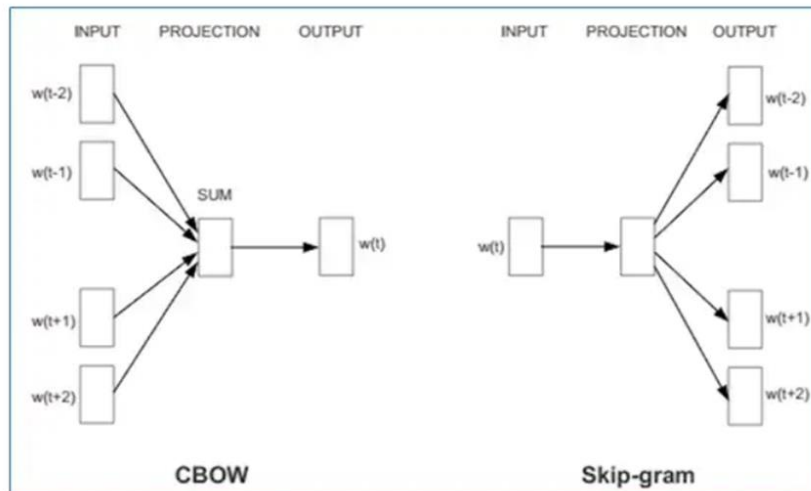 INPUT PROJECTION OUTPUT
w(t-2)
w(t-1)
SUM
w(t)
w(t+1)
w(t+2)
CBOW
INPUT PROJECTION OUTPUT
w(t-2)
w(t-1)
w(t)
w(t+1)
w(t+2)
Skip-gram